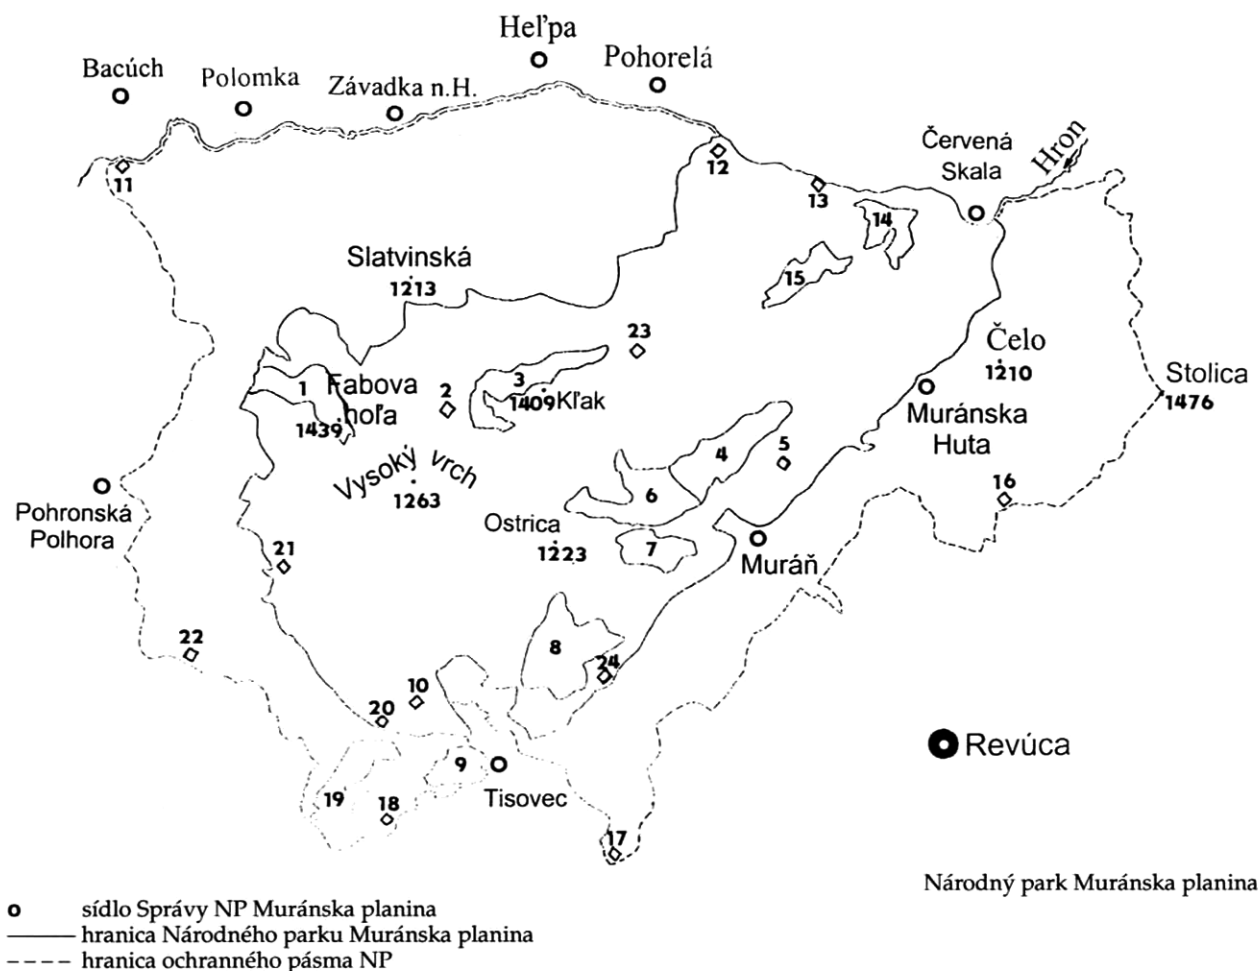 Heľpa
Bacúch
Polomka
Závadka n.H.
Pohorelá
Červená
Skala
Hron
11
12
13
14
15
Slatvinská
1213
23
Čelo
1210
Stolica
1476
1
Fabova
hoľa
1439
2
3
1409 Kľak
Muránska
Huta
Vysoký vrch
1263
4
5
6
16
Pohronská
Polhora
Ostrica
1223
7
Muráň
21
22
8
24
10
20
Revúca
9
Tisovec
19
18
17
Národný park Muránska planina
sídlo Správy NP Muránska planina
hranica Národného parku Muránska planina
hranica ochranného pásma NP